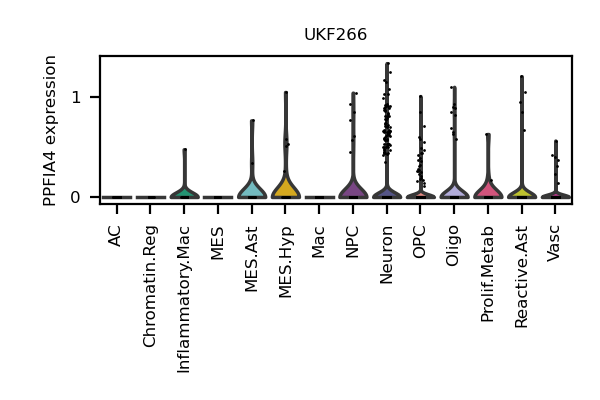 UKF266
PPFIA4 expression
1
0
AC
Chromatin.Reg
Inflammatory.Mac
MES
MES.Ast
MES.Hyp
Mac
NPC
Neuron
OPC
Oligo
Prolif.Metab
Reactive.Ast
Vasc